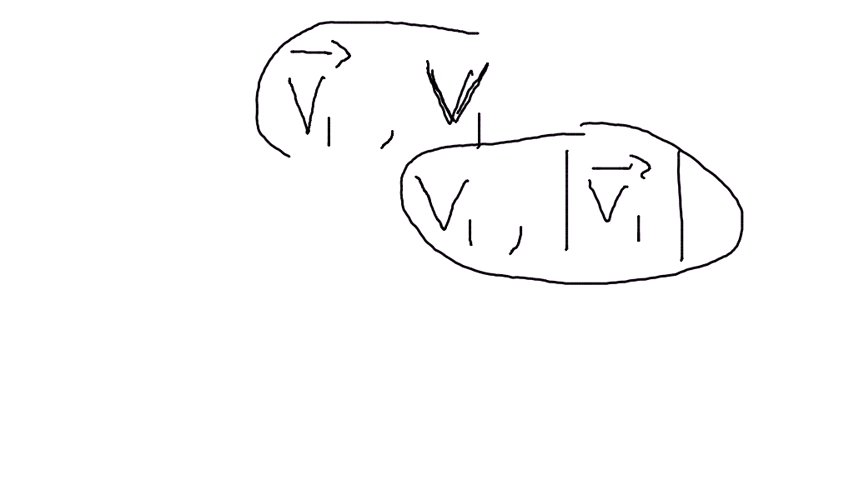 V⃗₁ , 𝐕₁
V₁ , |V⃗₁|